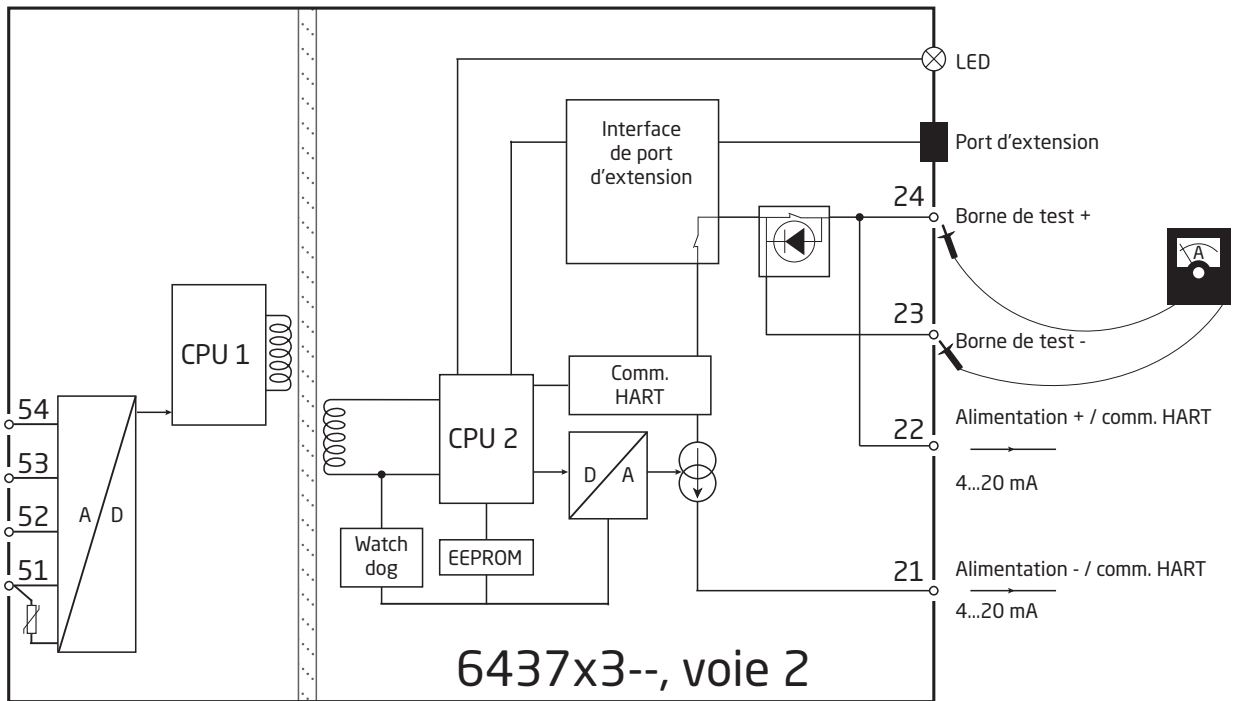 LED
Interface
de port
d'extension
Port d'extension
24
Borne de test +
A
23
Borne de test -
CPU 1
Comm.
HART
54
53
52
51
A / D
CPU 2
D / A
22
Alimentation + / comm. HART
4...20 mA
Watch
dog
EEPROM
21
Alimentation - / comm. HART
4...20 mA
6437x3--, voie 2